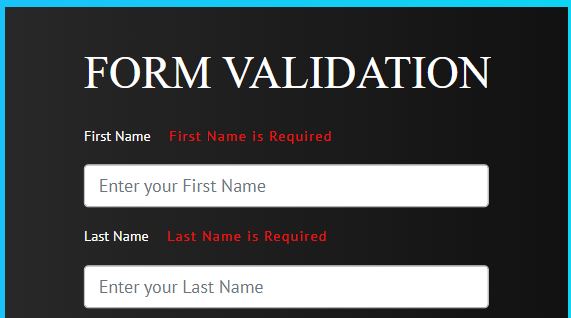 FORM VALIDATION
First Name First Name is Required
Enter your First Name
Last Name Last Name is Required
Enter your Last Name